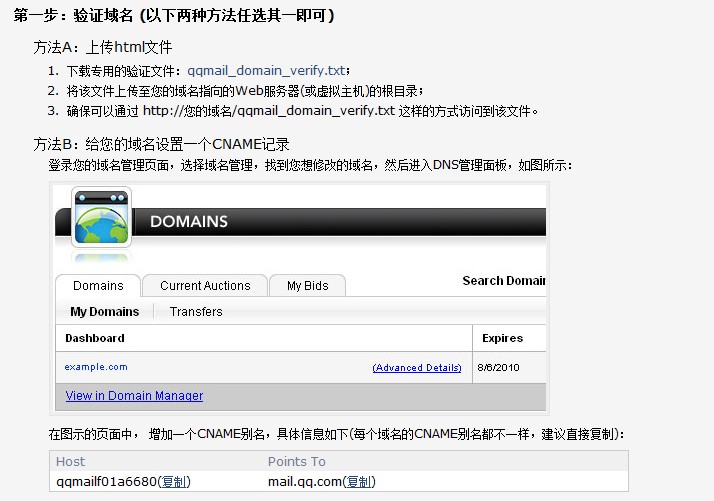 第一步：验证域名 (以下两种方法任选其一即可)
方法A：上传html文件
1. 下载专用的验证文件：qqmail_domain_verify.txt；
2. 将该文件上传至您的域名指向的Web服务器(或虚拟主机)的根目录；
3. 确保可以通过 http://您的域名/qqmail_domain_verify.txt 这样的方式访问到该文件。
方法B：给您的域名设置一个CNAME记录
登录您的域名管理页面，选择域名管理，找到您想修改的域名，然后进入DNS管理面板，如图所示：
DOMAINS
Domains Current Auctions My Bids Search Domai
My Domains Transfers
Dashboard Expires
example.com (Advanced Details) 8/6/2010
View in Domain Manager
在图示的页面中， 增加一个CNAME别名，具体信息如下(每个域名的CNAME别名都不一样，建议直接复制)：
Host Points To
qqmailf01a6680(复制) mail.qq.com(复制)